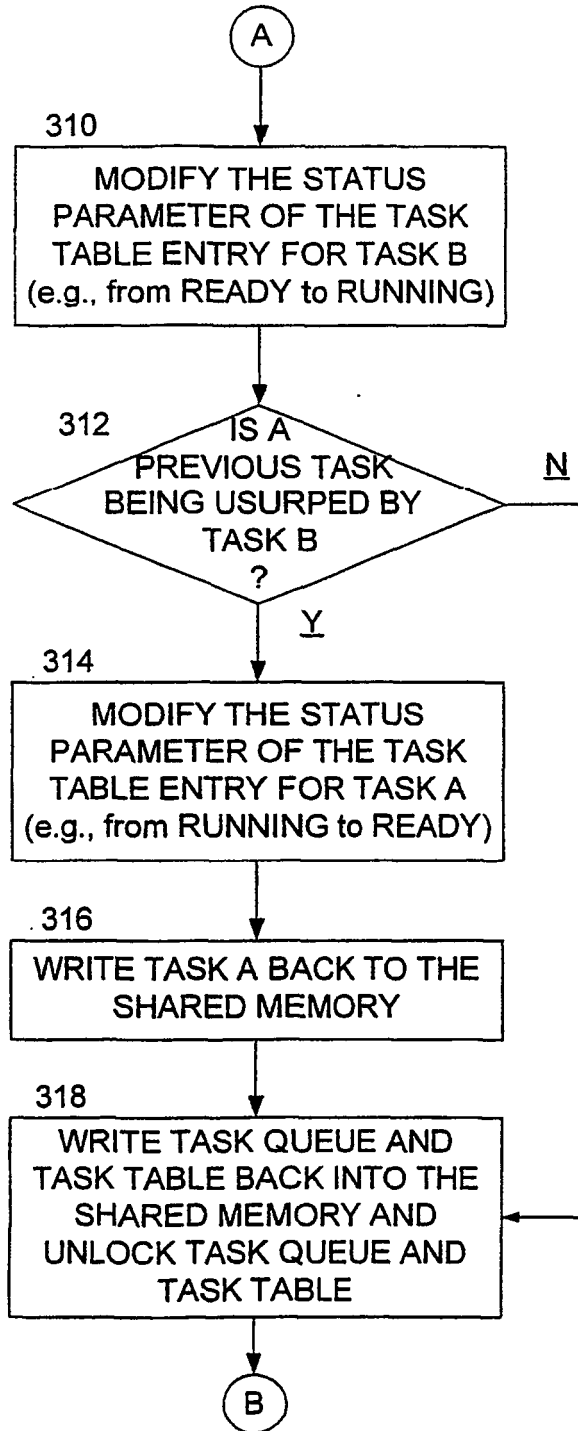 A
310
MODIFY THE STATUS
PARAMETER OF THE TASK
TABLE ENTRY FOR TASK B
(e.g., from READY to RUNNING)
312
IS A
PREVIOUS TASK
BEING USURPED BY
TASK B
?
N
Y
314
MODIFY THE STATUS
PARAMETER OF THE TASK
TABLE ENTRY FOR TASK A
(e.g., from RUNNING to READY)
316
WRITE TASK A BACK TO THE
SHARED MEMORY
318
WRITE TASK QUEUE AND
TASK TABLE BACK INTO THE
SHARED MEMORY AND
UNLOCK TASK QUEUE AND
TASK TABLE
B